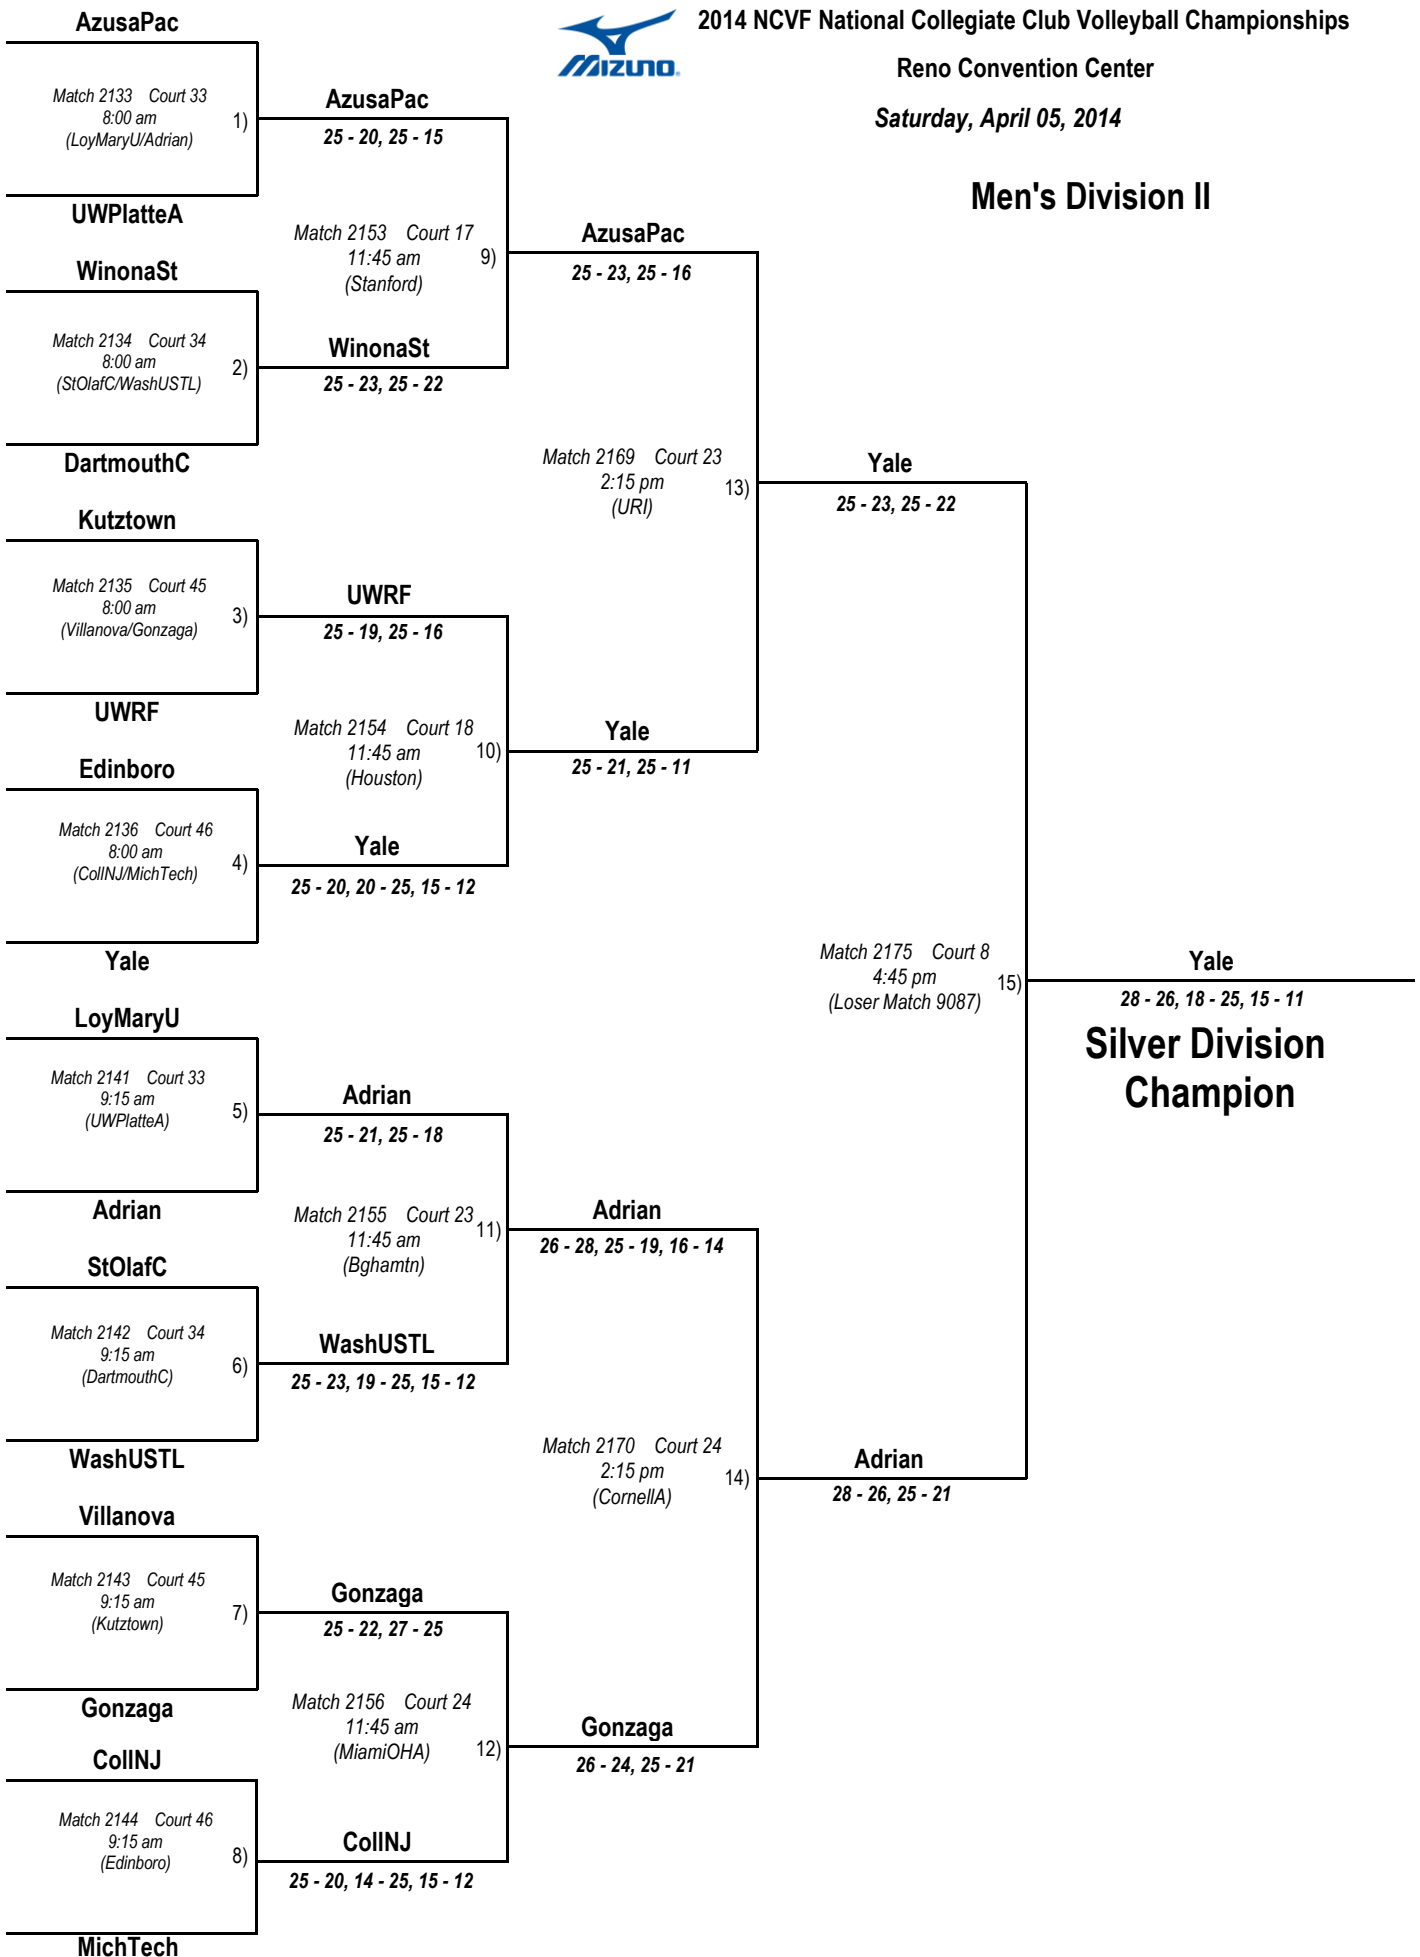 AzusaPac
2014 NCVF National Collegiate Club Volleyball Championships
MIZUNO
Reno Convention Center
Saturday, April 05, 2014
Men's Division II
Match 2133 Court 33
8:00 am
(LoyMaryU/Adrian)
1)
AzusaPac
25 - 20, 25 - 15
UWPlatteA
Match 2153 Court 17
11:45 am
(Stanford)
9)
AzusaPac
25 - 23, 25 - 16
WinonaSt
Match 2134 Court 34
8:00 am
(StOlafC/WashUSTL)
2)
WinonaSt
25 - 23, 25 - 22
DartmouthC
Match 2169 Court 23
2:15 pm
(URI)
13)
Yale
25 - 23, 25 - 22
Kutztown
Match 2135 Court 45
8:00 am
(Villanova/Gonzaga)
3)
UWRF
25 - 19, 25 - 16
UWRF
Match 2154 Court 18
11:45 am
(Houston)
10)
Yale
25 - 21, 25 - 11
Edinboro
Match 2136 Court 46
8:00 am
(CollNJ/MichTech)
4)
Yale
25 - 20, 20 - 25, 15 - 12
Yale
Match 2175 Court 8
4:45 pm
(Loser Match 9087)
15)
Yale
28 - 26, 18 - 25, 15 - 11
Silver Division
Champion
LoyMaryU
Match 2141 Court 33
9:15 am
(UWPlatteA)
5)
Adrian
25 - 21, 25 - 18
Adrian
Match 2155 Court 23
11:45 am
(Bghamtn)
11)
Adrian
26 - 28, 25 - 19, 16 - 14
StOlafC
Match 2142 Court 34
9:15 am
(DartmouthC)
6)
WashUSTL
25 - 23, 19 - 25, 15 - 12
WashUSTL
Match 2170 Court 24
2:15 pm
(CornellA)
14)
Adrian
28 - 26, 25 - 21
Villanova
Match 2143 Court 45
9:15 am
(Kutztown)
7)
Gonzaga
25 - 22, 27 - 25
Gonzaga
Match 2156 Court 24
11:45 am
(MiamiOHA)
12)
Gonzaga
26 - 24, 25 - 21
CollNJ
Match 2144 Court 46
9:15 am
(Edinboro)
8)
CollNJ
25 - 20, 14 - 25, 15 - 12
MichTech